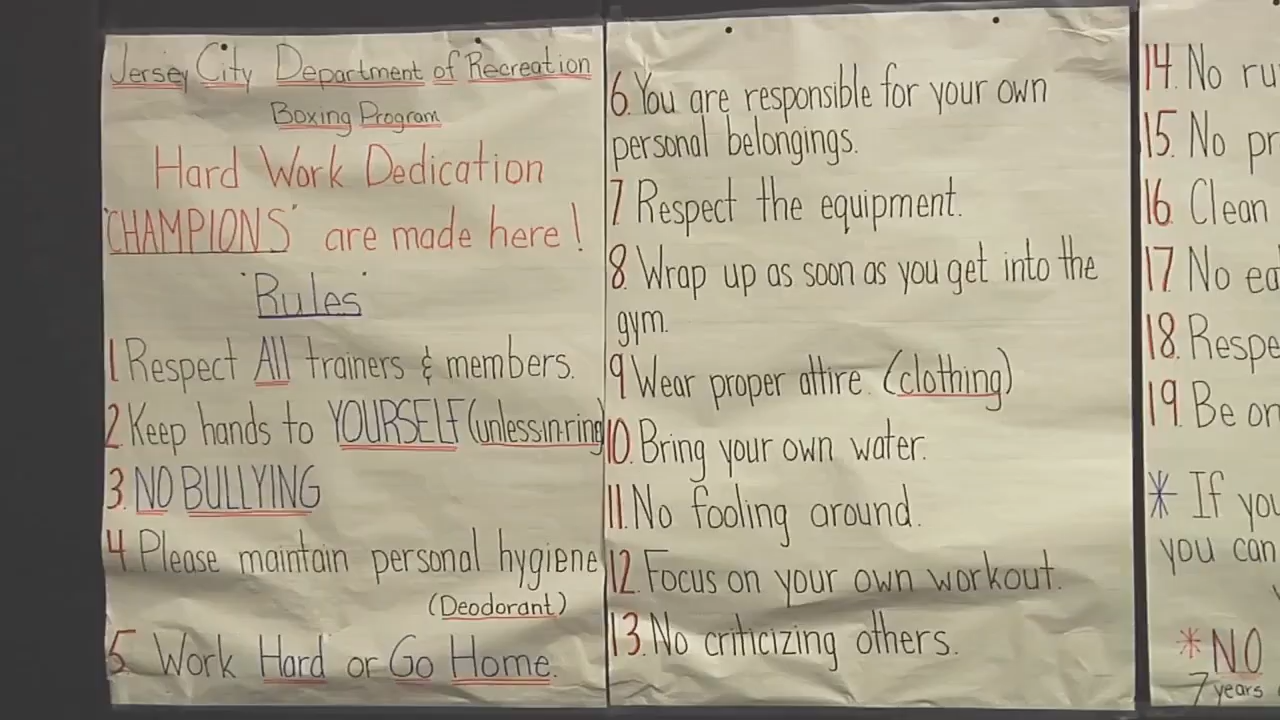 Jersey City Department of Recreation
Boxing Program
Hard Work Dedication
"CHAMPIONS" are made here!
"Rules"
1 Respect All trainers & members.
2. Keep hands to YOURSELF (unless in-ring)
3. NO BULLYING
4. Please maintain personal hygiene
(Deodorant)
5. Work Hard or Go Home.
6. You are responsible for your own
personal belongings.
7 Respect the equipment.
8. Wrap up as soon as you get into the
gym.
9 Wear proper attire. (clothing)
10. Bring your own water.
11. No fooling around.
12. Focus on your own workout.
13. No criticizing others.
14. No
15. No
16. Clean
17. No
18.
19. Be
* If you
you can
* NO
7 years